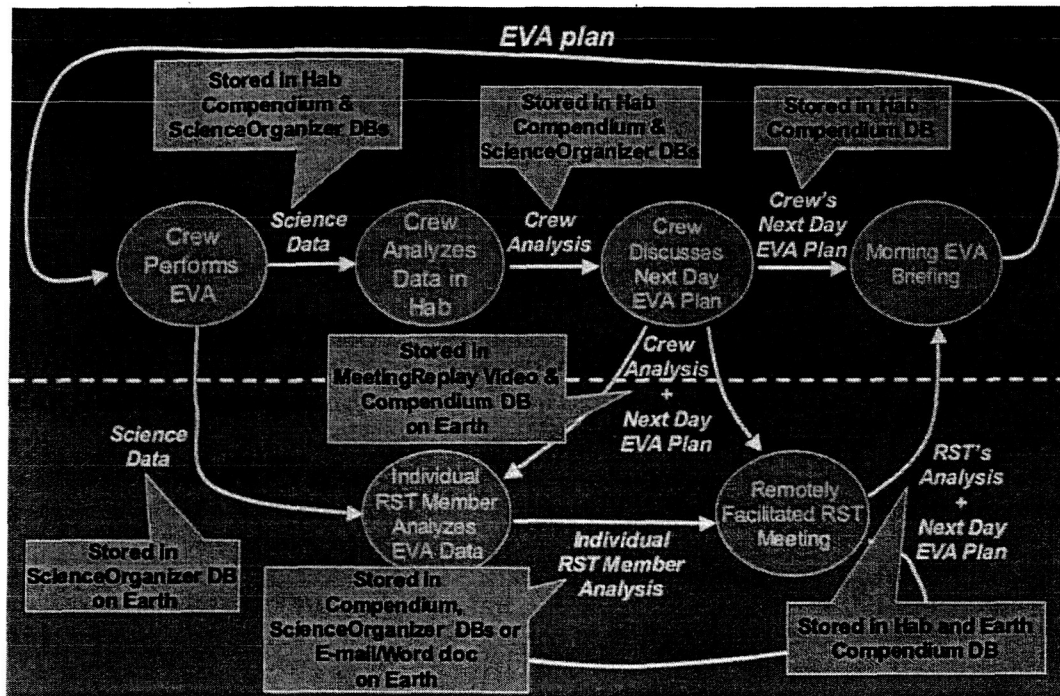 EVA plan
Stored in Hab
Compendium &
ScienceOrganizer DBs
Stored in Hab
Compendium &
ScienceOrganizer DBs
Stored in Hab
Compendium DB
Crew
Performs
EVA
Science
Data
Crew
Analyzes
Data in
Hab
Crew
Analysis
Crew
Discusses
Next Day
EVA Plan
Crew's
Next Day
EVA Plan
Morning EVA
Briefing
Stored in
MeetingReplay Video &
Compendium DB
on Earth
Crew
Analysis
+
Next Day
EVA Plan
Science
Data
Stored in
ScienceOrganizer DB
on Earth
Individual
RST Member
Analyzes
EVA Data
Individual
RST Member
Analysis
Remotely
Facilitated RST
Meeting
RST's
Analysis
+
Next Day
EVA Plan
Stored in
Compendium,
ScienceOrganizer DBs or
E-mail/Word doc
on Earth
Stored in Hab and Earth
Compendium DB